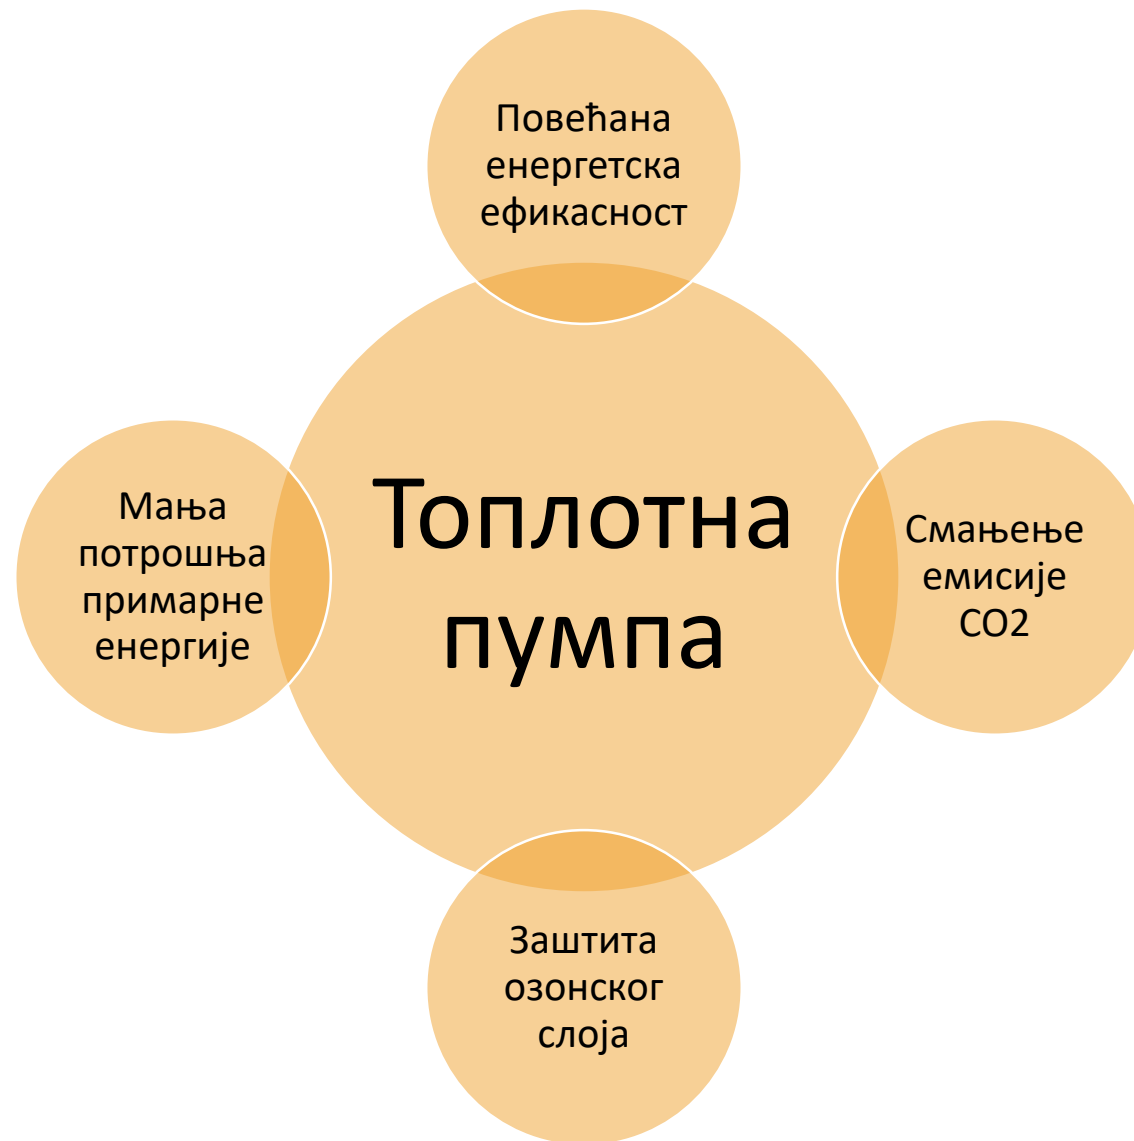 Повећана
енергетска
ефикасност
Топлотна
пумпа
Мања
потрошња
примарне
енергије
Смањење
емисије
CO2
Заштита
озонског
слоја